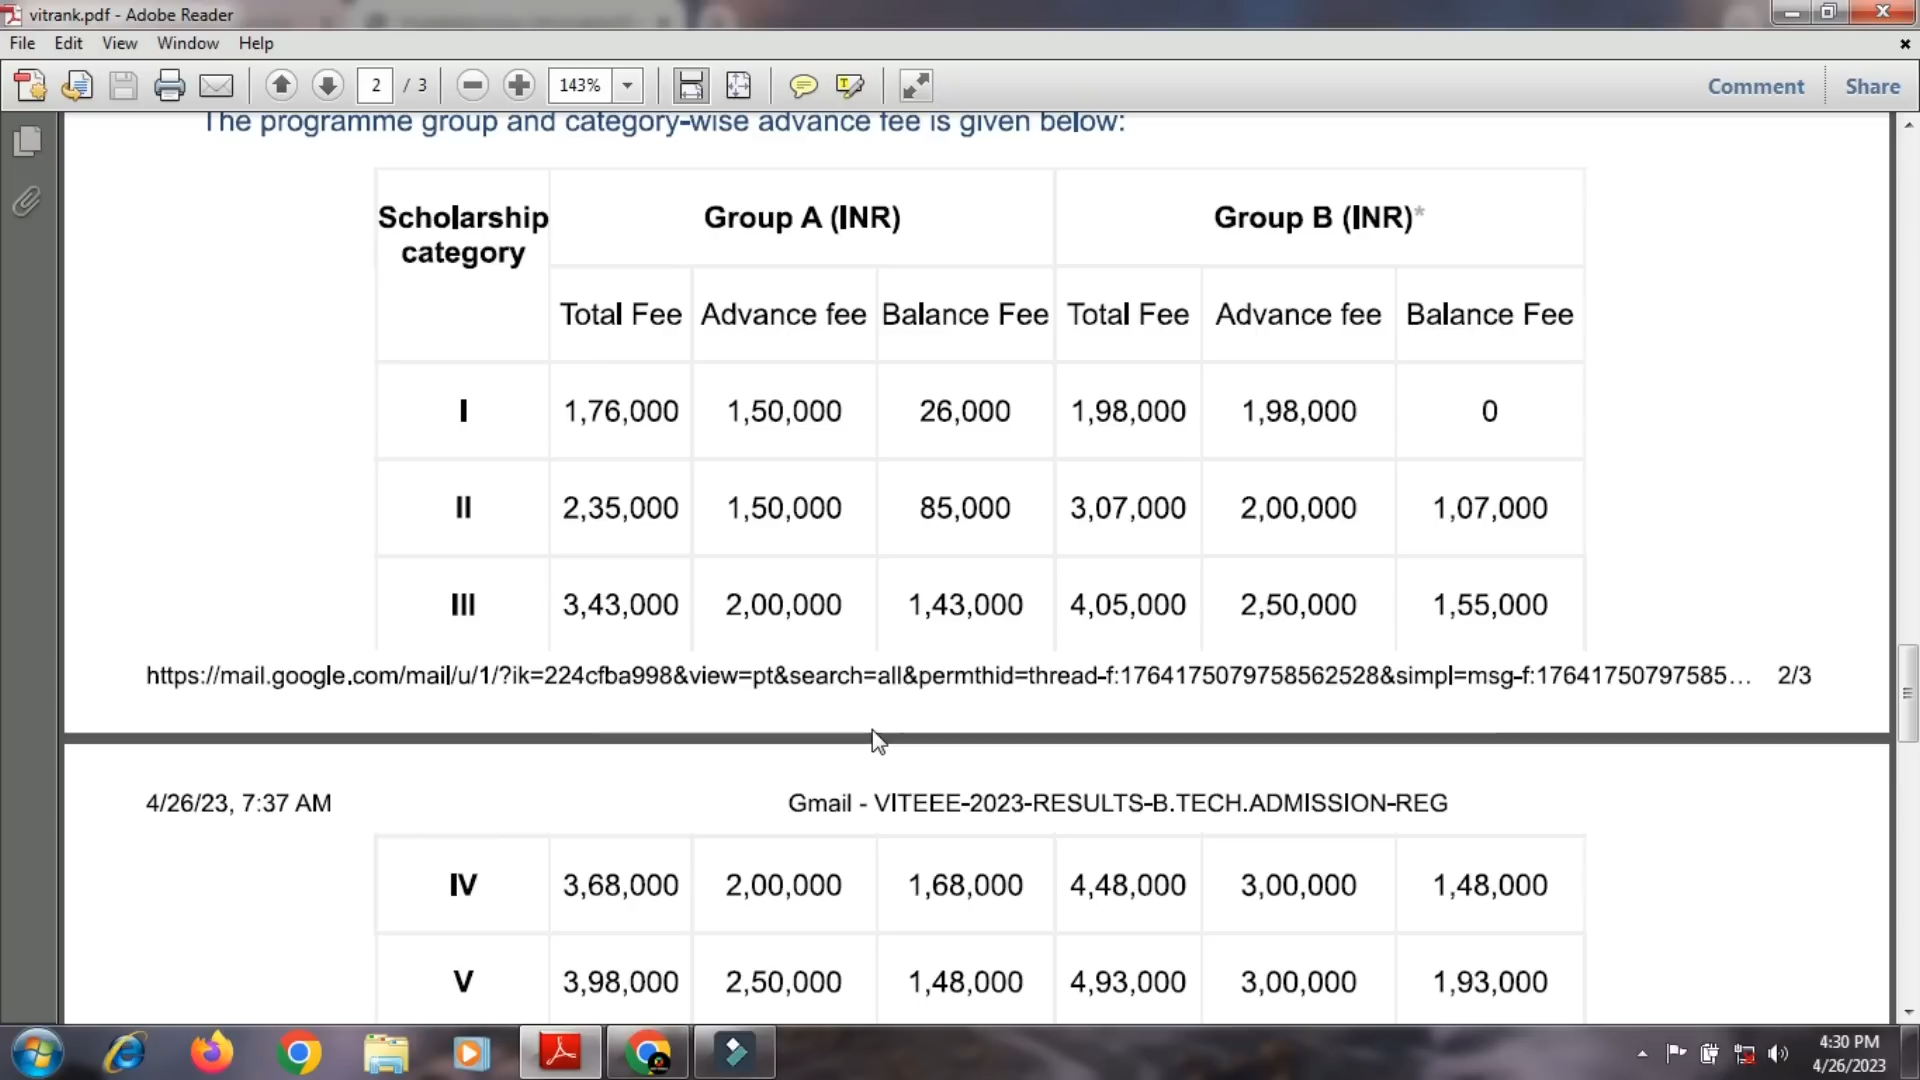 vitrank.pdf - Adobe Reader
File Edit View Window Help
2 / 3 143% Comment Share
The programme group and category-wise advance fee is given below:
Scholarship category Group A (INR) Group B (INR)*
Total Fee Advance fee Balance Fee Total Fee Advance fee Balance Fee
I 1,76,000 1,50,000 26,000 1,98,000 1,98,000 0
II 2,35,000 1,50,000 85,000 3,07,000 2,00,000 1,07,000
III 3,43,000 2,00,000 1,43,000 4,05,000 2,50,000 1,55,000
https://mail.google.com/mail/u/1/?ik=224cfba998&view=pt&search=all&permthid=thread-f:1764175079758562528&simpl=msg-f:17641750797585... 2/3
4/26/23, 7:37 AM Gmail - VITEEE-2023-RESULTS-B.TECH.ADMISSION-REG
IV 3,68,000 2,00,000 1,68,000 4,48,000 3,00,000 1,48,000
V 3,98,000 2,50,000 1,48,000 4,93,000 3,00,000 1,93,000
4:30 PM
4/26/2023